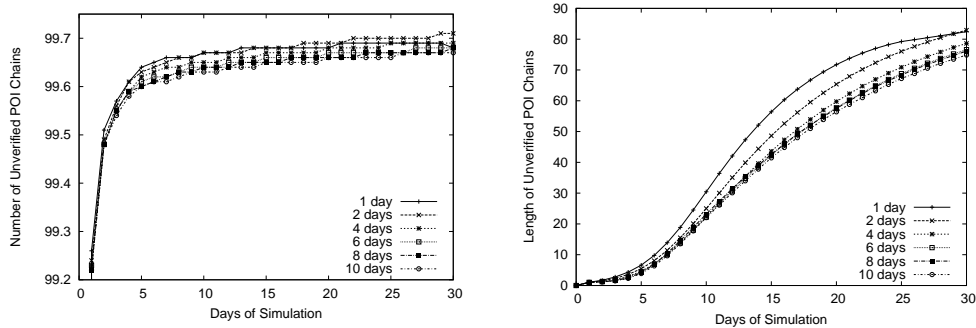 Number of Unverified POI Chains
99.7
99.6
99.5
99.4
99.3
99.2
0 5 10 15 20 25 30
Days of Simulation
1 day
2 days
4 days
6 days
8 days
10 days
Length of Unverified POI Chains
90
80
70
60
50
40
30
20
10
0
0 5 10 15 20 25 30
Days of Simulation
1 day
2 days
4 days
6 days
8 days
10 days